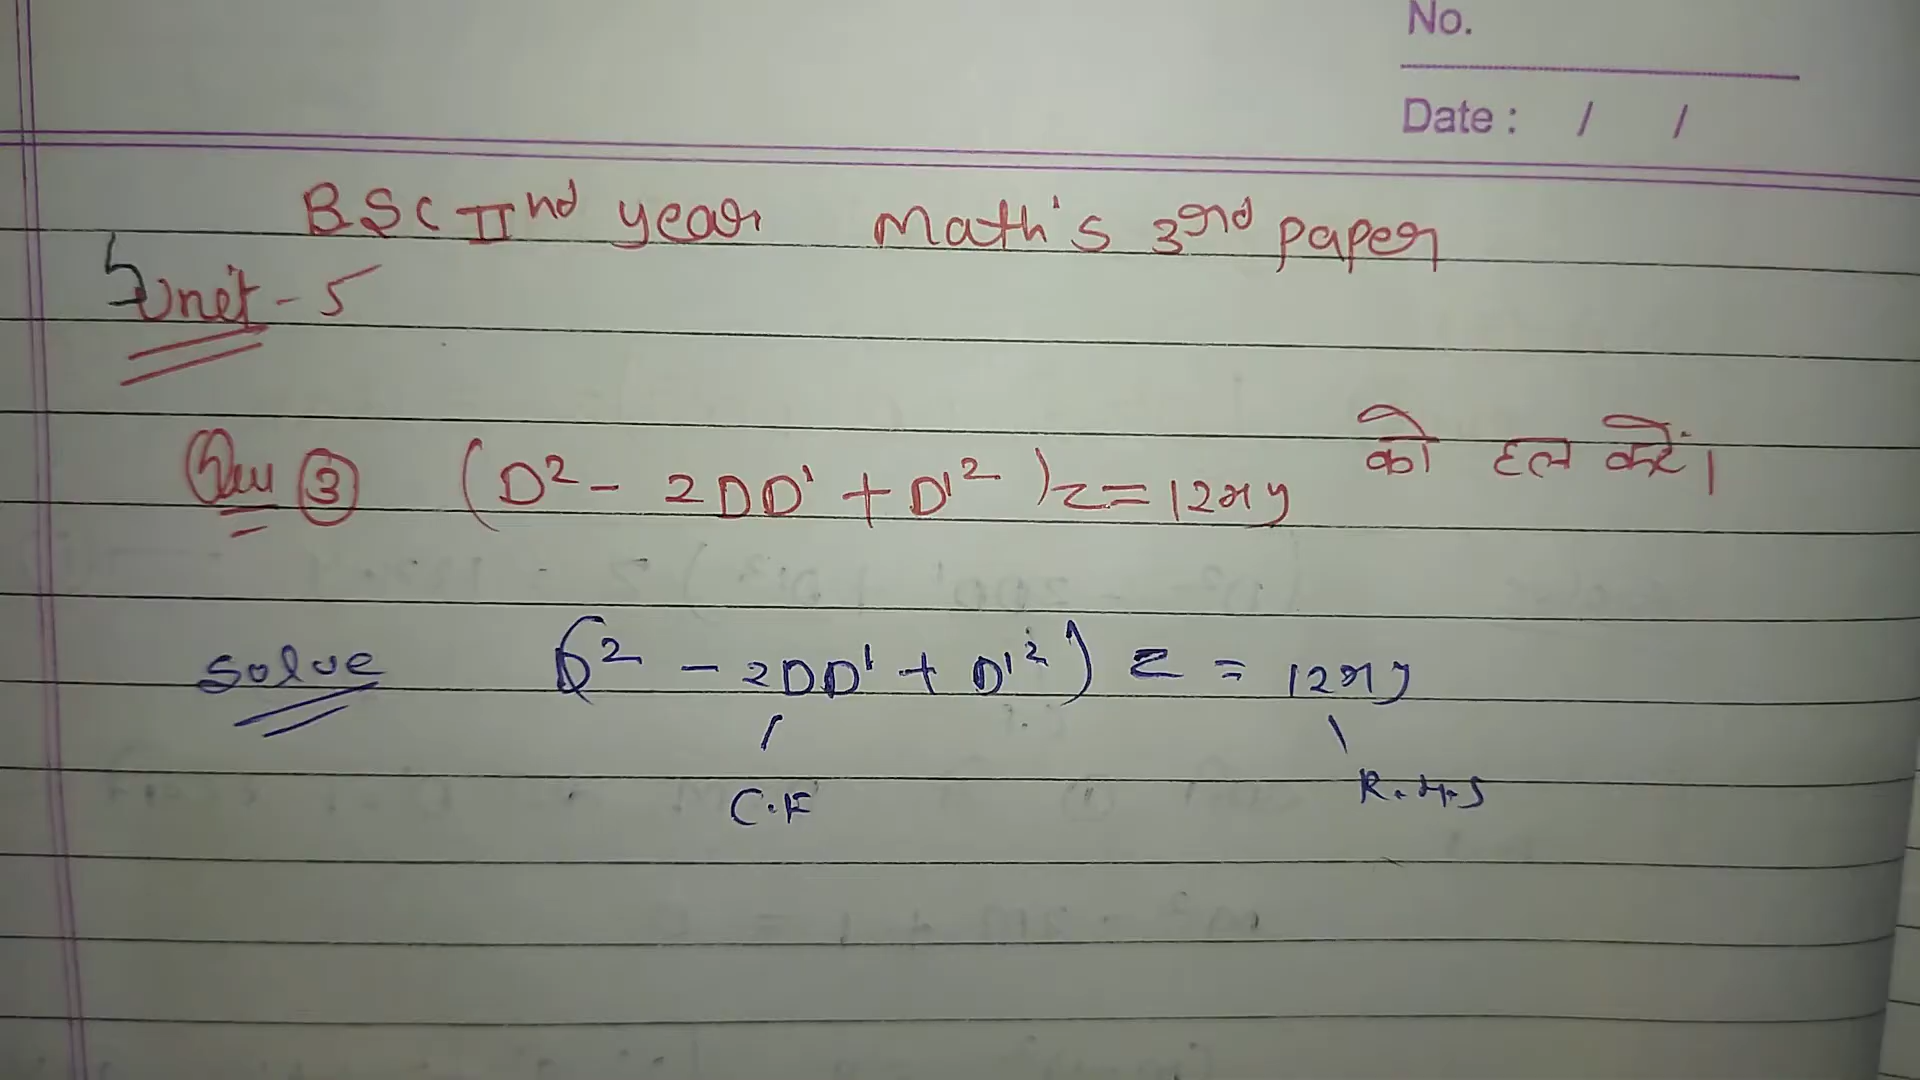 No.
Date : / /
BSC IInd year Math's 3rd paper
Unit - 5
Que ③ (D² - 2DD' + D'²) z = 12xy को हल करें।
Solve (D² - 2DD' + D'²) z = 12xy
C.F R.H.S